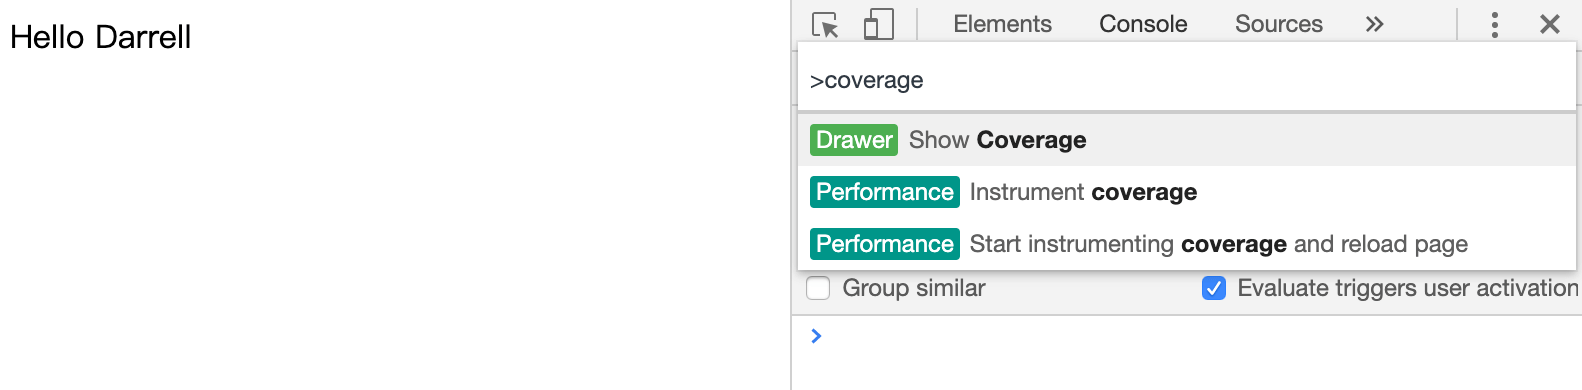 Hello Darrell
Elements Console Sources
>coverage
Drawer Show Coverage
Performance Instrument coverage
Performance Start instrumenting coverage and reload page
Group similar Evaluate triggers user activation